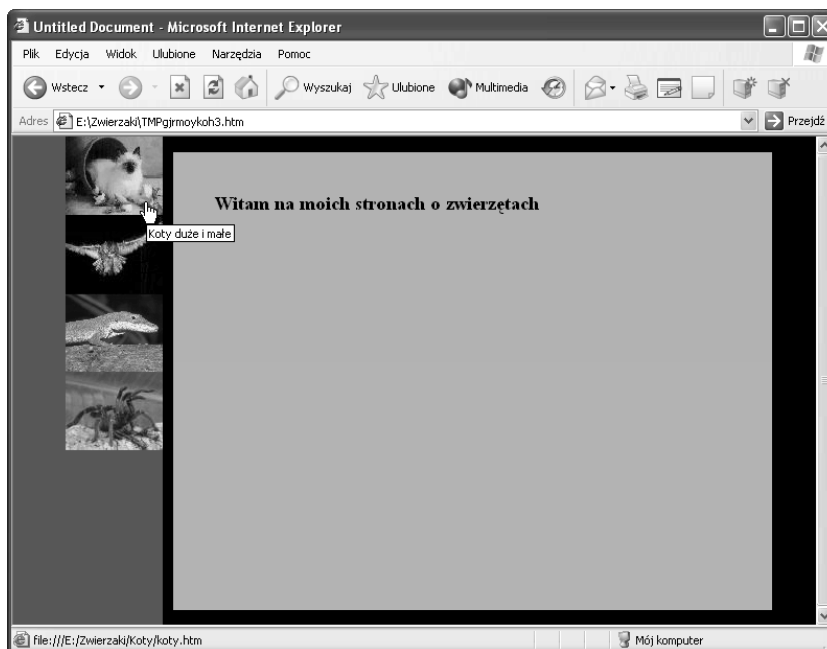 Untitled Document - Microsoft Internet Explorer
Plik Edycja Widok Ulubione Narzędzia Pomoc
Wstecz Wyszukaj Ulubione Multimedia
Adres E:\Zwierzaki\TMPgjrmoykoh3.htm Przejdź
Witam na moich stronach o zwierzętach
Koty duże i małe
file:///E:/Zwierzaki/Koty/koty.htm Mój komputer